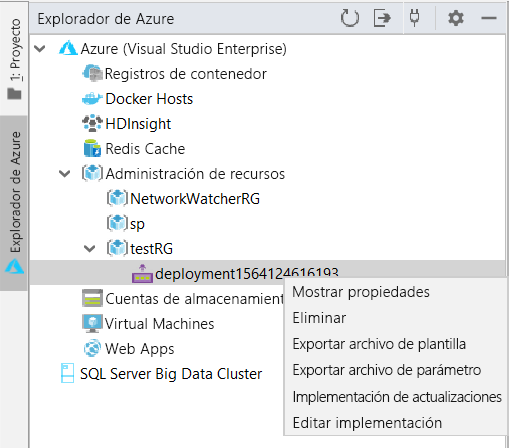 Explorador de Azure
1: Proyecto
Explorador de Azure
Azure (Visual Studio Enterprise)
Registros de contenedor
Docker Hosts
HDInsight
Redis Cache
Administración de recursos
NetworkWatcherRG
sp
testRG
deployment1564124616193
Cuentas de almacenamient
Virtual Machines
Web Apps
SQL Server Big Data Cluster
Mostrar propiedades
Eliminar
Exportar archivo de plantilla
Exportar archivo de parámetro
Implementación de actualizaciones
Editar implementación